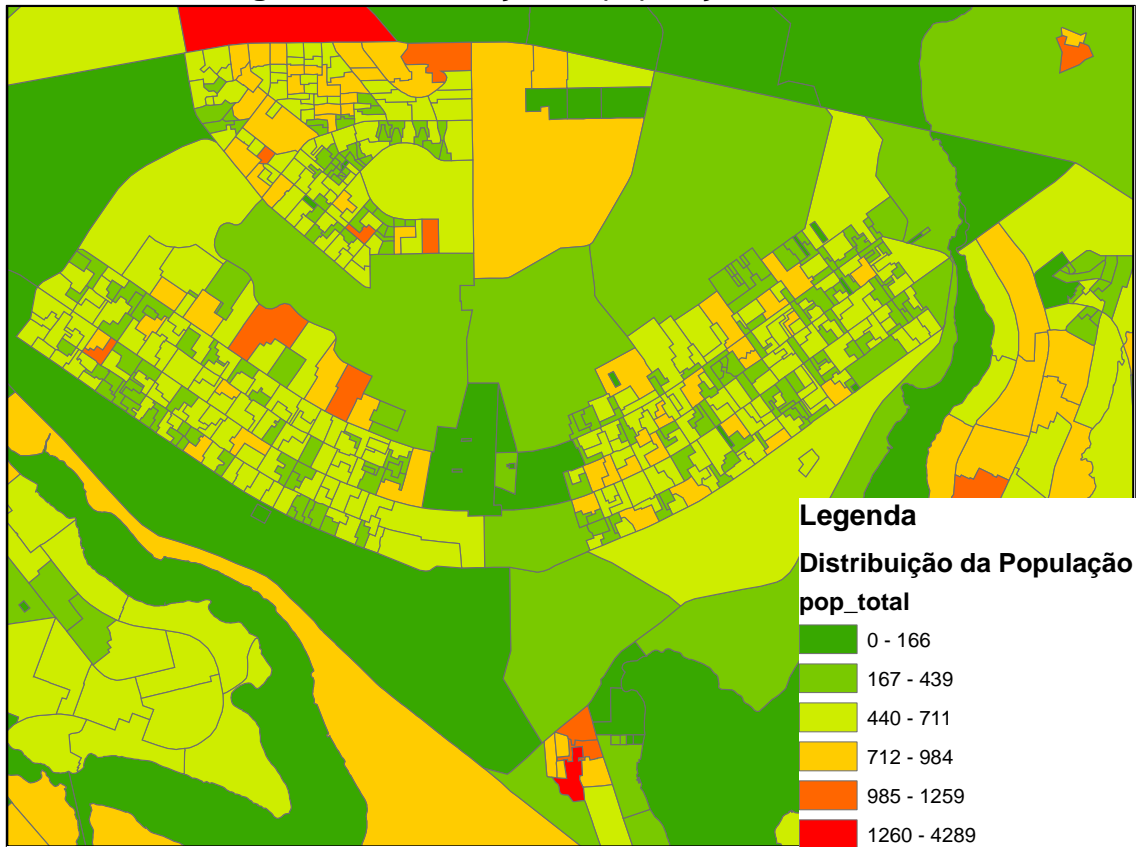 Legenda
Distribuição da População
pop_total
0 - 166
167 - 439
440 - 711
712 - 984
985 - 1259
1260 - 4289